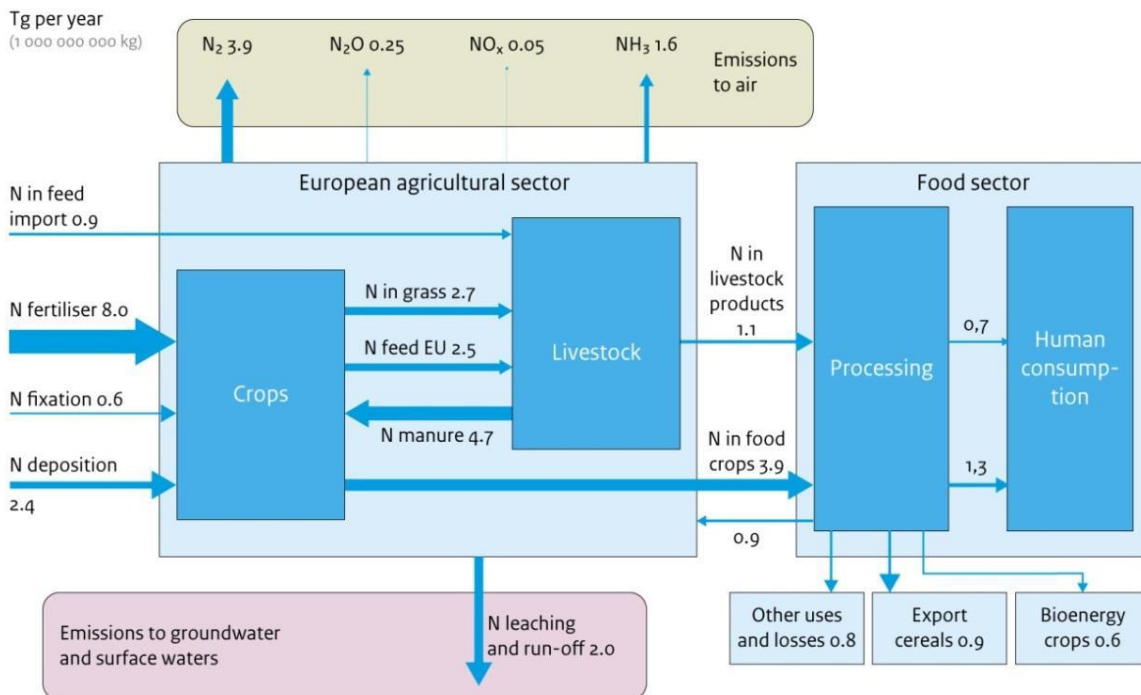 Tg per year
(1 000 000 000 kg)
N₂ 3.9
N₂O 0.25
NOₓ 0.05
NH₃ 1.6
Emissions
to air
European agricultural sector
Food sector
N in feed
import 0.9
N fertiliser 8.0
N fixation 0.6
N deposition
2.4
Crops
N in grass 2.7
N feed EU 2.5
N manure 4.7
Livestock
N in
livestock
products
1.1
N in food
crops 3.9
0.9
Processing
0,7
1,3
Human
consump-
tion
Emissions to groundwater
and surface waters
N leaching
and run-off 2.0
Other uses
and losses 0.8
Export
cereals 0.9
Bioenergy
crops 0.6